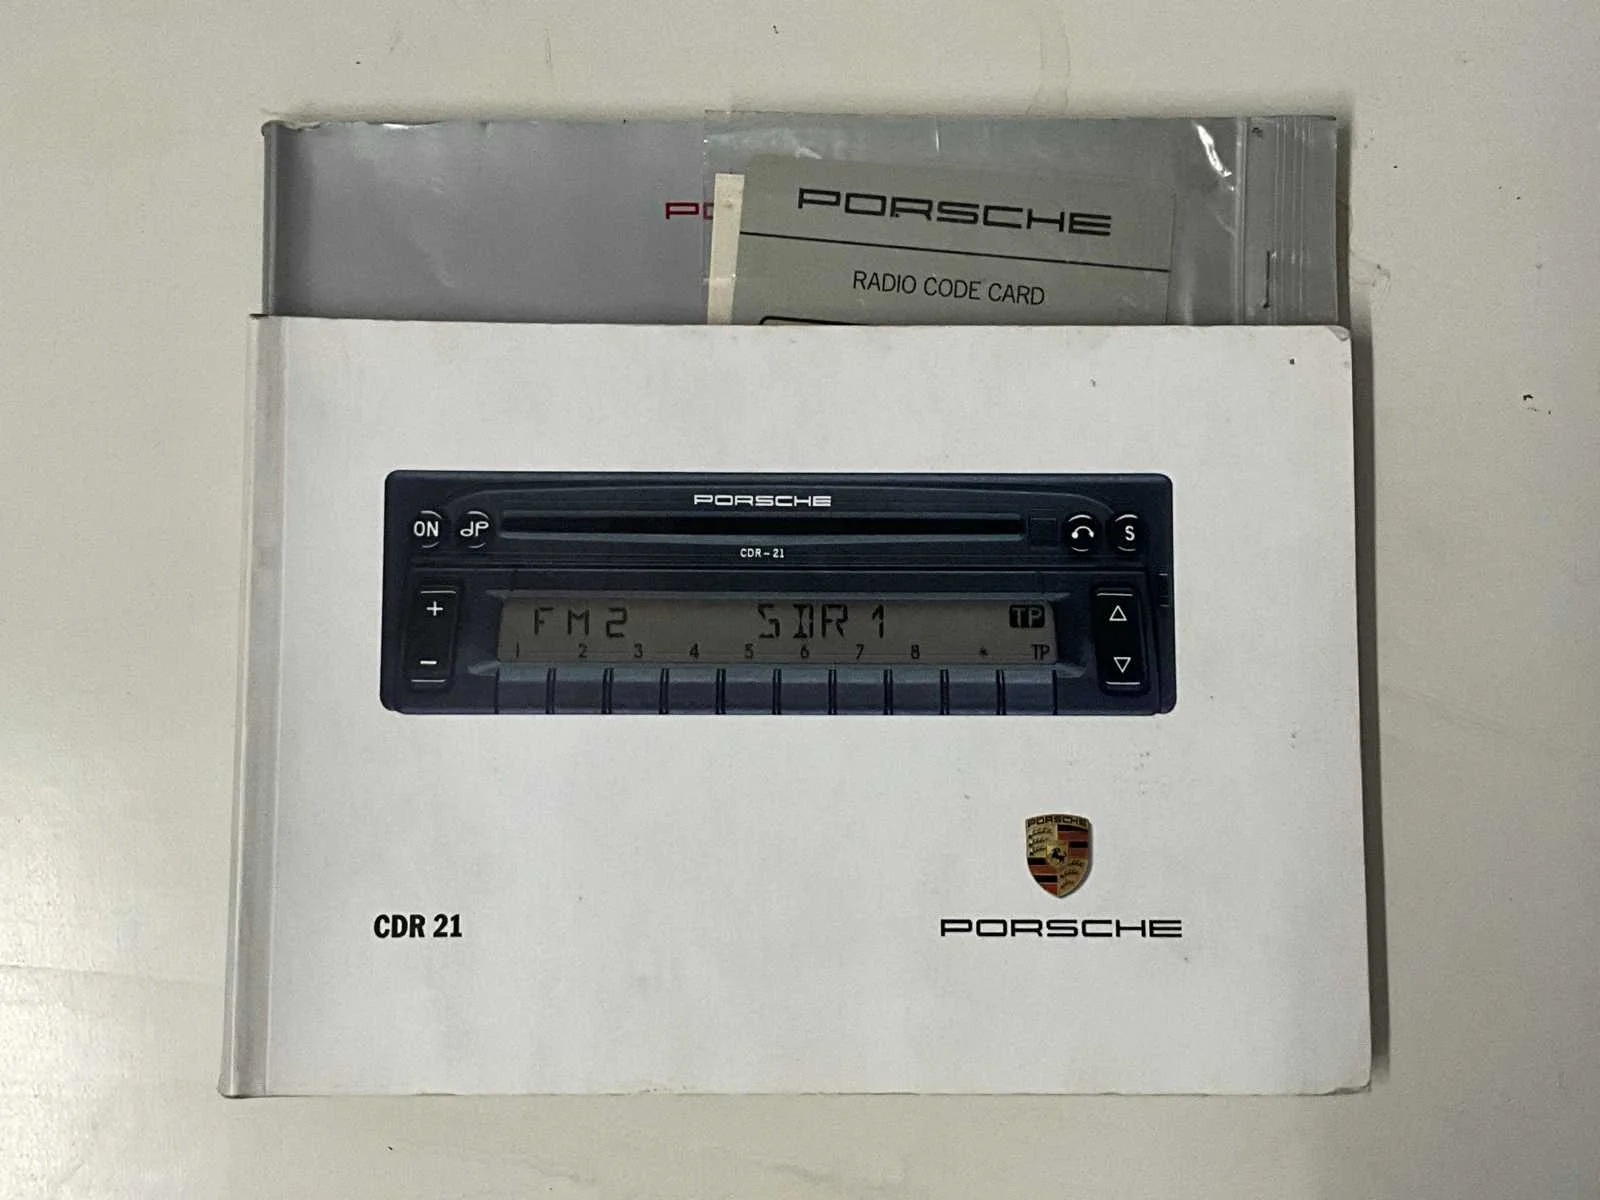 PO
PORSCHE
RADIO CODE CARD
PORSCHE
ON
S
CDR-21
+
FM2 SDR1 TP
-
1 2 3 4 5 6 7 8 * TP
PORSCHE
CDR 21
PORSCHE